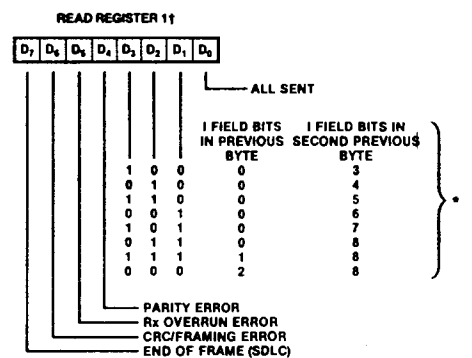 READ REGISTER 1†
D₇ D₆ D₅ D₄ D₃ D₂ D₁ D₀
ALL SENT
I FIELD BITS I FIELD BITS IN
IN PREVIOUS SECOND PREVIOUS
BYTE BYTE
1 0 0 0 3
0 1 0 0 4
1 1 0 0 5
0 0 1 0 6
1 0 1 0 7
0 1 1 0 8
1 1 1 1 8
0 0 0 2 8
*
PARITY ERROR
Rx OVERRUN ERROR
CRC/FRAMING ERROR
END OF FRAME (SDLC)